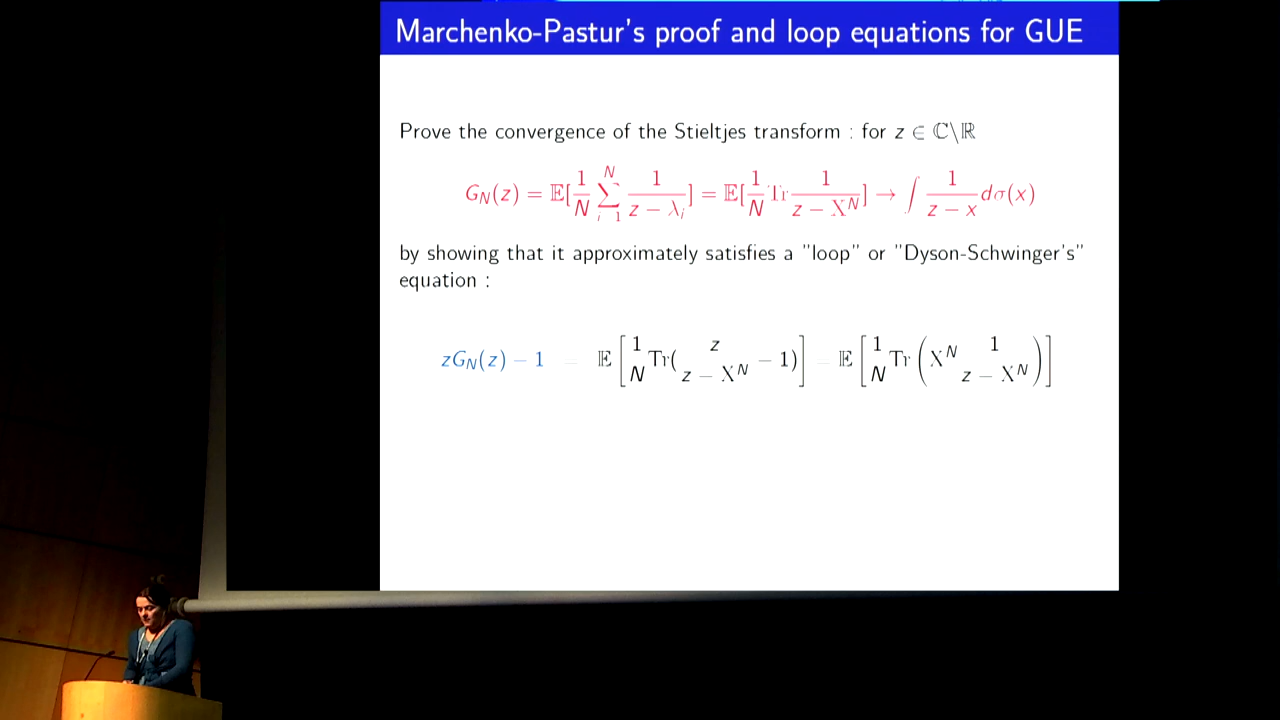 Marchenko-Pastur's proof and loop equations for GUE
Prove the convergence of the Stieltjes transform : for z ∈ ℂ\ℝ
G_N(z) = 𝔼[1/N ∑_{i=1}^{N} 1/(z − λ_i)] = 𝔼[1/N Tr 1/(z − X^N)] → ∫ 1/(z − x) dσ(x)
by showing that it approximately satisfies a "loop" or "Dyson-Schwinger's"
equation :
zG_N(z) − 1 = 𝔼[1/N Tr(z/(z − X^N) − 1)] = 𝔼[1/N Tr(X^N 1/(z − X^N))]